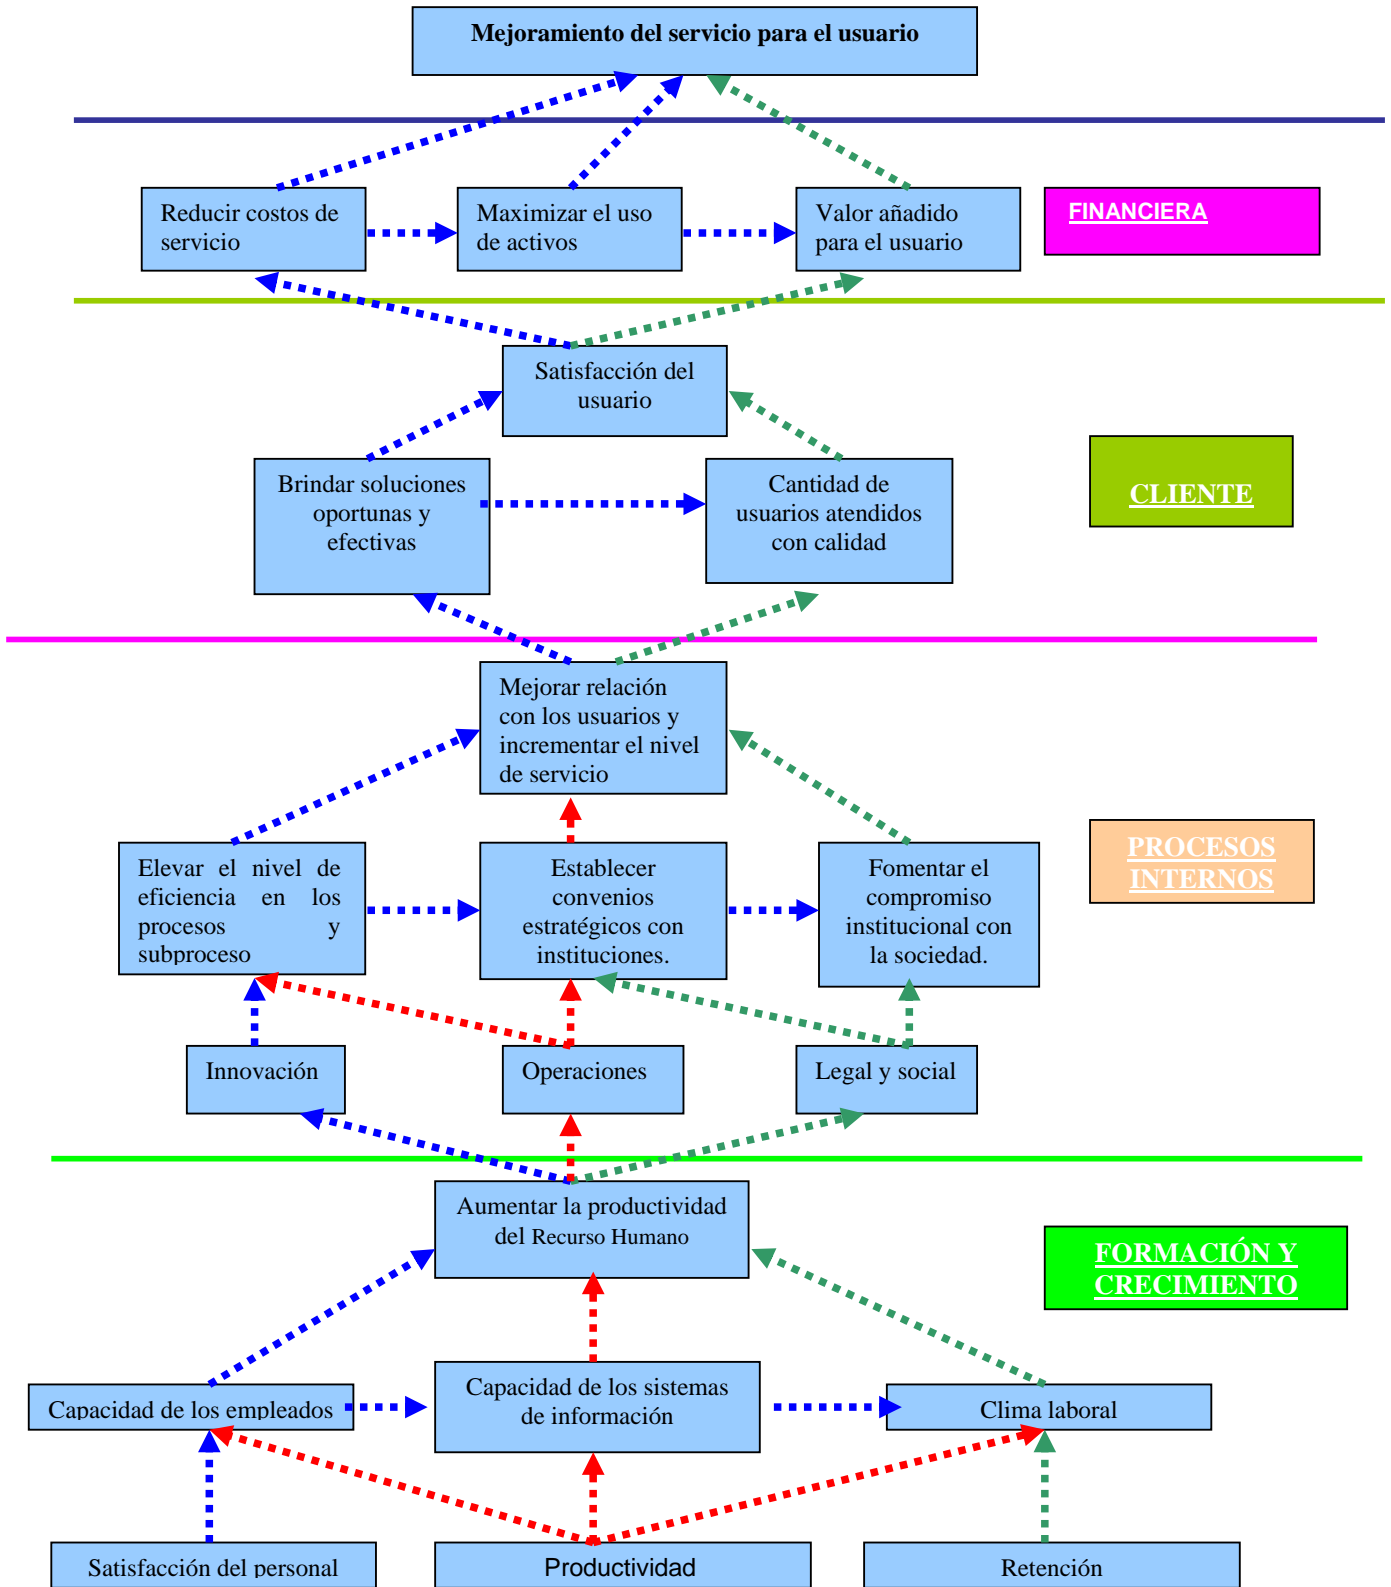 Mejoramiento del servicio para el usuario
Reducir costos de
servicio
Maximizar el uso
de activos
Valor añadido
para el usuario
FINANCIERA
Satisfacción del
usuario
Brindar soluciones
oportunas y
efectivas
Cantidad de
usuarios atendidos
con calidad
CLIENTE
Mejorar relación
con los usuarios y
incrementar el nivel
de servicio
Elevar el nivel de
eficiencia en los
procesos y
subproceso
Establecer
convenios
estratégicos con
instituciones.
Fomentar el
compromiso
institucional con
la sociedad.
PROCESOS
INTERNOS
Innovación
Operaciones
Legal y social
Aumentar la productividad
del Recurso Humano
FORMACIÓN Y
CRECIMIENTO
Capacidad de los empleados
Capacidad de los sistemas
de información
Clima laboral
Satisfacción del personal
Productividad
Retención